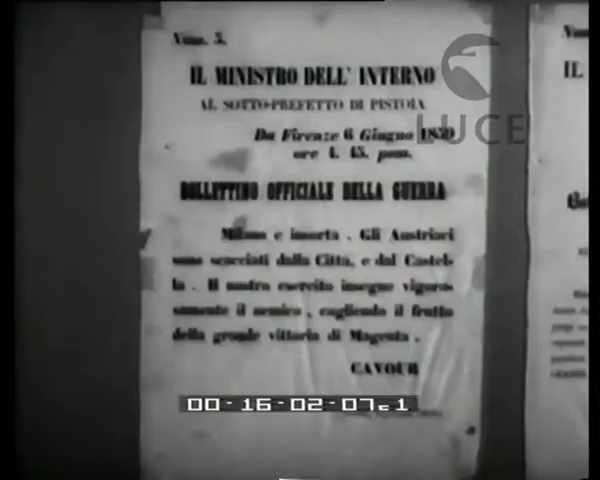 Num. 5.
IL MINISTRO DELL' INTERNO
AL SOTTO-PREFETTO DI PISTOIA
Da Firenze 6 Giugno 1859
ore 4. 45. pom.
BOLLETTINO OFFICIALE DELLA GUERRA
Milano e insorta . Gli Austriaci
sono scacciati dalla Città, e dal Castel-
lo . Il nostro esercito insegue vigoro-
samente il nemico , cogliendo il frutto
della grande vittoria di Magenta .
CAVOUR
LUCE
00-16-02-07 1
Num
IL